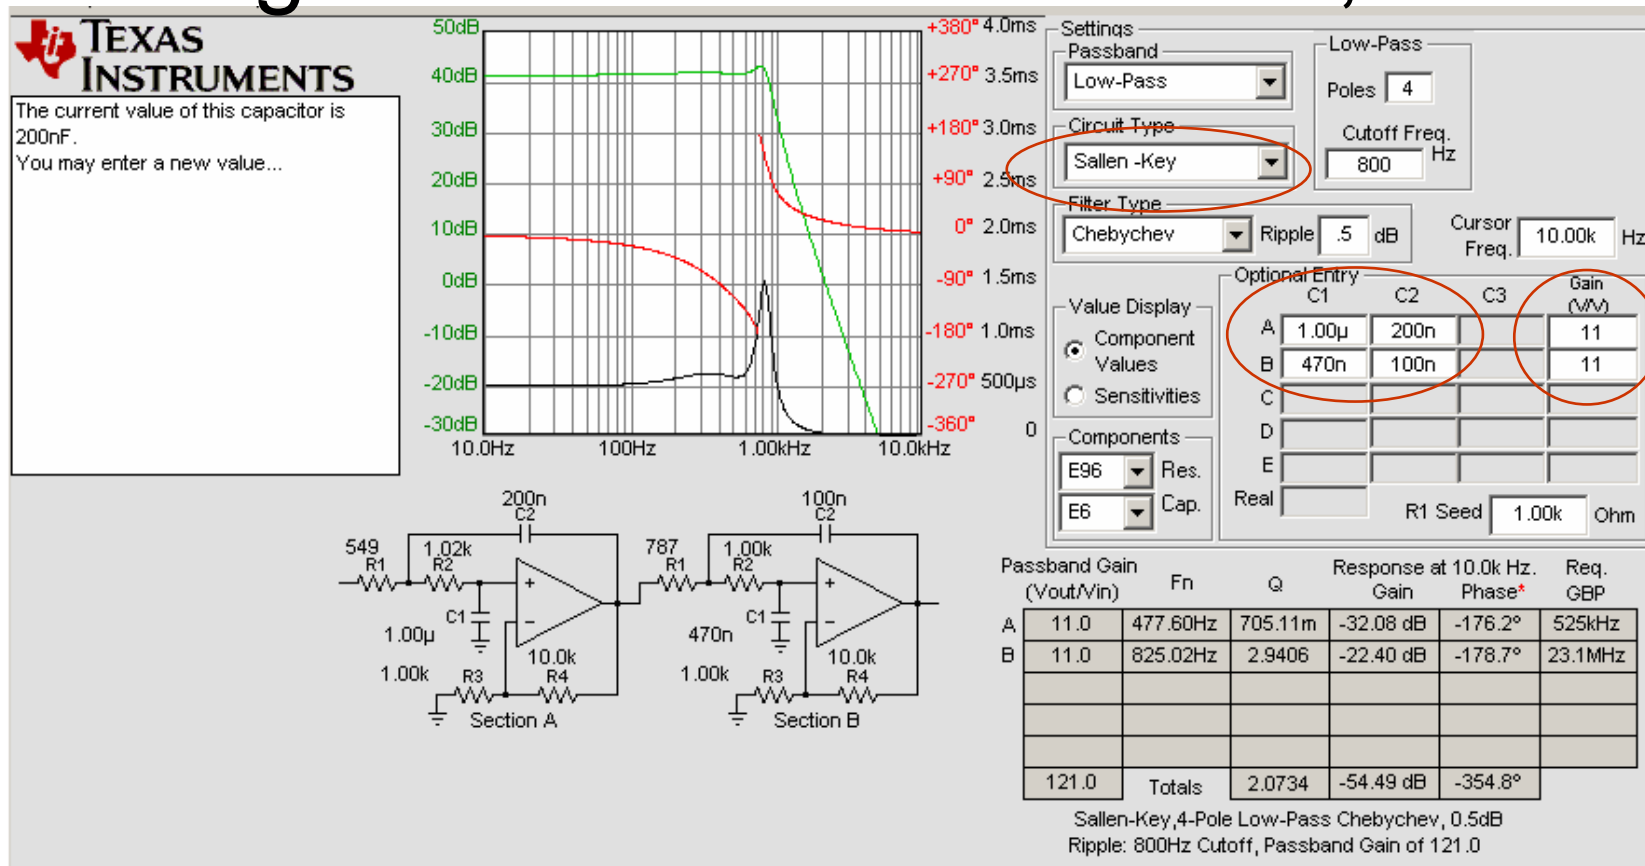 TEXAS
INSTRUMENTS
The current value of this capacitor is
200nF.
You may enter a new value...
50dB
40dB
30dB
20dB
10dB
0dB
-10dB
-20dB
-30dB
+380° 4.0ms
+270° 3.5ms
+180° 3.0ms
+90° 2.5ms
0° 2.0ms
-90° 1.5ms
-180° 1.0ms
-270° 500µs
-360° 0
10.0Hz 100Hz 1.00kHz 10.0kHz
Settings
Passband
Low-Pass
Low-Pass
Poles 4
Cutoff Freq.
800 Hz
Circuit Type
Sallen -Key
Filter Type
Chebychev Ripple .5 dB
Cursor
Freq. 10.00k Hz
Value Display
Component
Values
Sensitivities
Components
E96 Res.
E6 Cap.
Optional Entry
C1 C2 C3 Gain
(V/V)
A 1.00µ 200n 11
B 470n 100n 11
C
D
E
Real
R1 Seed 1.00k Ohm
200n
C2
549
R1
1.02k
R2
+
-
C1
1.00µ
10.0k
1.00k
R3 R4
Section A
100n
C2
787
R1
1.00k
R2
+
-
C1
470n
10.0k
1.00k
R3 R4
Section B
Passband Gain
(Vout/Vin)
Fn Q
Response at 10.0k Hz.
Gain Phase*
Req.
GBP
A 11.0 477.60Hz 705.11m -32.08 dB -176.2° 525kHz
B 11.0 825.02Hz 2.9406 -22.40 dB -178.7° 23.1MHz
121.0 Totals 2.0734 -54.49 dB -354.8°
Sallen-Key,4-Pole Low-Pass Chebychev, 0.5dB
Ripple: 800Hz Cutoff, Passband Gain of 121.0